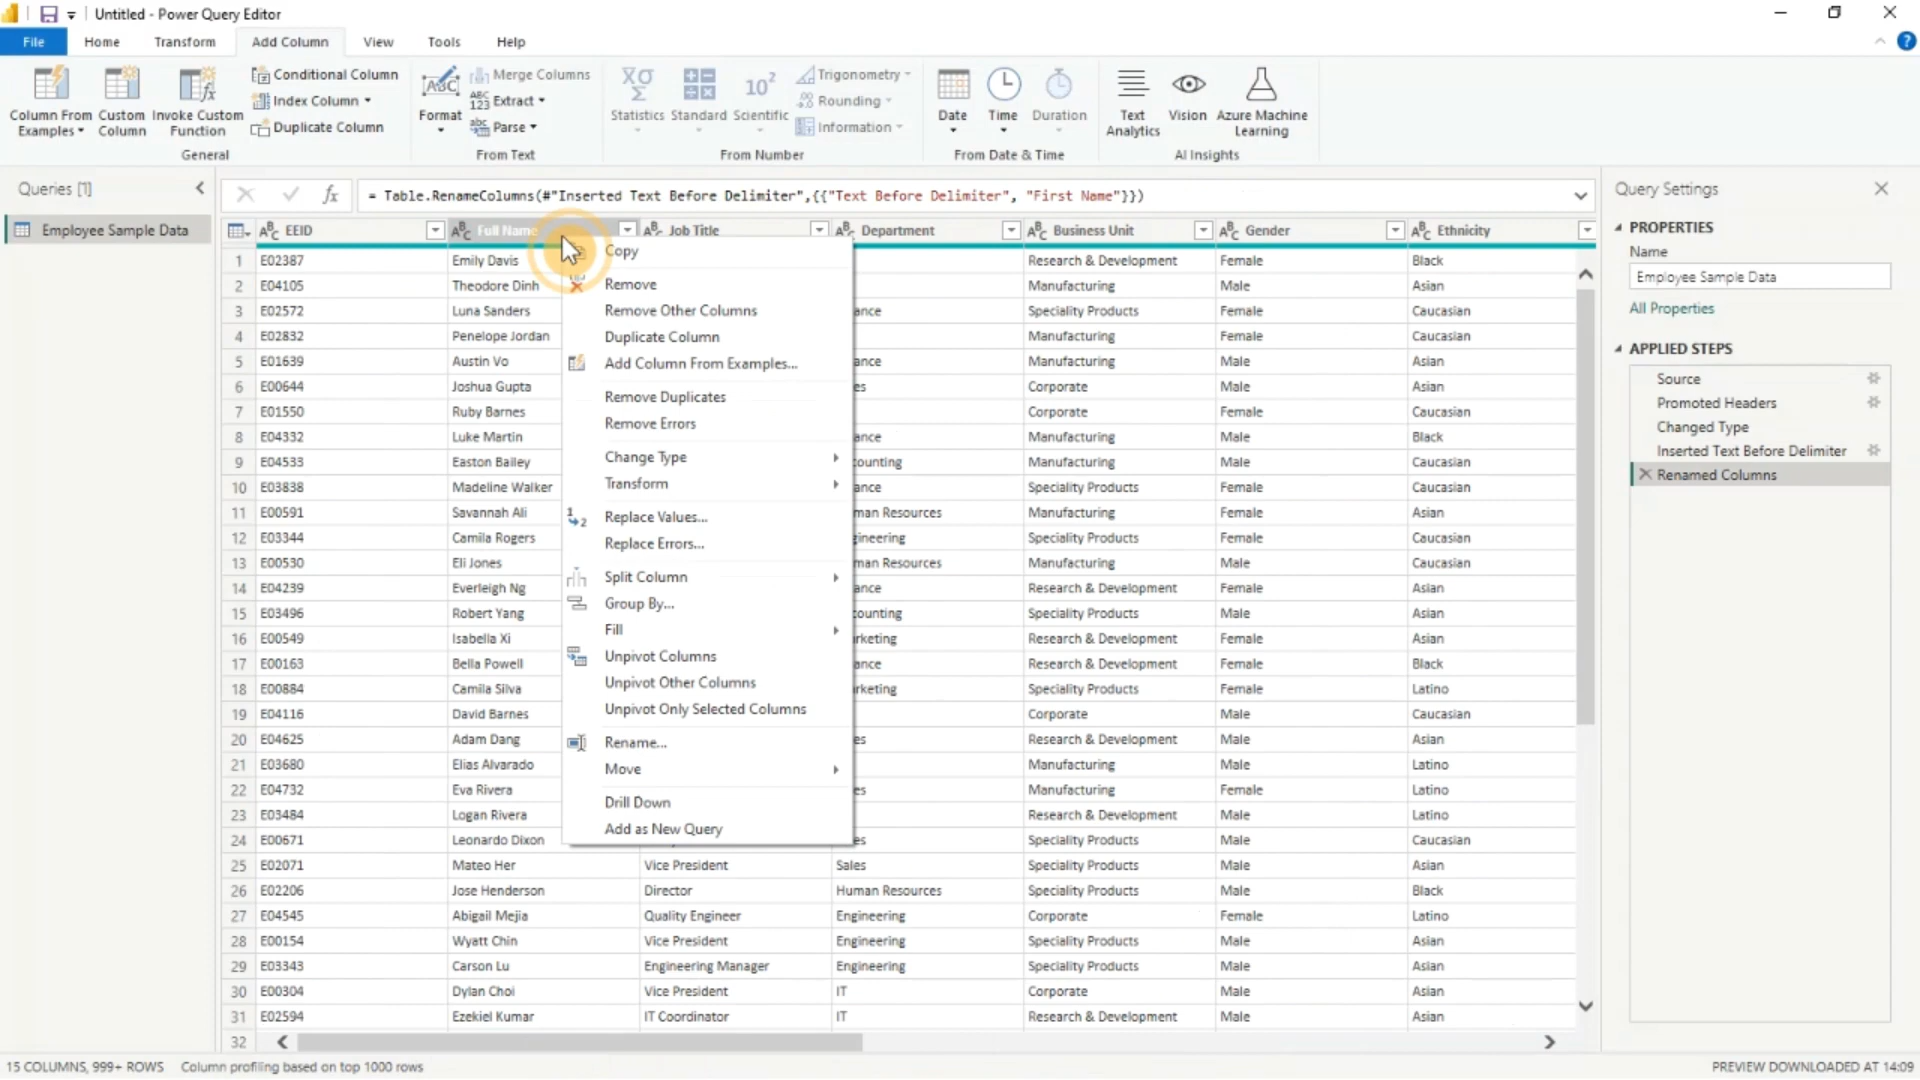 Untitled - Power Query Editor
File Home Transform Add Column View Tools Help
Column From Examples
Custom Column
Invoke Custom Function
Conditional Column
Index Column
Duplicate Column
General
Format
Merge Columns
Extract
Parse
From Text
Statistics
Standard
Scientific
Trigonometry
Rounding
Information
From Number
Date
Time
Duration
From Date & Time
Text Analytics
Vision
Azure Machine Learning
AI Insights
Queries [1]
Employee Sample Data
= Table.RenameColumns(#"Inserted Text Before Delimiter",{{"Text Before Delimiter", "First Name"}})
EEID Full Name Job Title Department Business Unit Gender Ethnicity
1 E02387 Emily Davis Research & Development Female Black
2 E04105 Theodore Dinh Manufacturing Male Asian
3 E02572 Luna Sanders ance Speciality Products Female Caucasian
4 E02832 Penelope Jordan Manufacturing Female Caucasian
5 E01639 Austin Vo ance Manufacturing Male Asian
6 E00644 Joshua Gupta es Corporate Male Asian
7 E01550 Ruby Barnes Corporate Female Caucasian
8 E04332 Luke Martin ance Manufacturing Male Black
9 E04533 Easton Bailey counting Manufacturing Male Caucasian
10 E03838 Madeline Walker ance Speciality Products Female Caucasian
11 E00591 Savannah Ali man Resources Manufacturing Female Asian
12 E03344 Camila Rogers gineering Speciality Products Female Caucasian
13 E00530 Eli Jones man Resources Manufacturing Male Caucasian
14 E04239 Everleigh Ng ance Research & Development Female Asian
15 E03496 Robert Yang counting Speciality Products Male Asian
16 E00549 Isabella Xi rketing Research & Development Female Asian
17 E00163 Bella Powell ance Research & Development Female Black
18 E00884 Camila Silva rketing Speciality Products Female Latino
19 E04116 David Barnes Corporate Male Caucasian
20 E04625 Adam Dang es Research & Development Male Asian
21 E03680 Elias Alvarado Manufacturing Male Latino
22 E04732 Eva Rivera es Manufacturing Female Latino
23 E03484 Logan Rivera Research & Development Male Latino
24 E00671 Leonardo Dixon es Speciality Products Male Caucasian
25 E02071 Mateo Her Vice President Sales Speciality Products Male Asian
26 E02206 Jose Henderson Director Human Resources Speciality Products Male Black
27 E04545 Abigail Mejia Quality Engineer Engineering Corporate Female Latino
28 E00154 Wyatt Chin Vice President Engineering Speciality Products Male Asian
29 E03343 Carson Lu Engineering Manager Engineering Speciality Products Male Asian
30 E00304 Dylan Choi Vice President IT Corporate Male Asian
31 E02594 Ezekiel Kumar IT Coordinator IT Research & Development Male Asian
32
Copy
Remove
Remove Other Columns
Duplicate Column
Add Column From Examples...
Remove Duplicates
Remove Errors
Change Type
Transform
Replace Values...
Replace Errors...
Split Column
Group By...
Fill
Unpivot Columns
Unpivot Other Columns
Unpivot Only Selected Columns
Rename...
Move
Drill Down
Add as New Query
Query Settings
PROPERTIES
Name
Employee Sample Data
All Properties
APPLIED STEPS
Source
Promoted Headers
Changed Type
Inserted Text Before Delimiter
Renamed Columns
15 COLUMNS, 999+ ROWS Column profiling based on top 1000 rows
PREVIEW DOWNLOADED AT 14:09